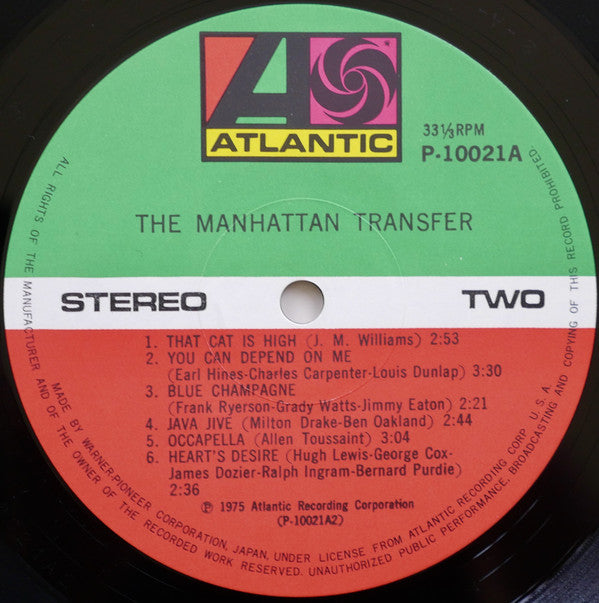 ATLANTIC
33⅓RPM
P-10021A
THE MANHATTAN TRANSFER
STEREO
TWO
1. THAT CAT IS HIGH (J. M. Williams) 2:53
2. YOU CAN DEPEND ON ME
(Earl Hines-Charles Carpenter-Louis Dunlap) 3:30
3. BLUE CHAMPAGNE
(Frank Ryerson-Grady Watts-Jimmy Eaton) 2:21
4. JAVA JIVE (Milton Drake-Ben Oakland) 2:44
5. OCCAPELLA (Allen Toussaint) 3:04
6. HEART'S DESIRE (Hugh Lewis-George Cox-
James Dozier-Ralph Ingram-Bernard Purdie)
2:36
℗ 1975 Atlantic Recording Corporation
(P-10021A2)
MADE BY WARNER-PIONEER CORPORATION, JAPAN, UNDER LICENSE FROM ATLANTIC RECORDING CORP. U.S.A.
ALL RIGHTS OF THE MANUFACTURER AND OF THE OWNER OF THE RECORDED WORK RESERVED. UNAUTHORIZED PUBLIC PERFORMANCE, BROADCASTING AND COPYING OF THIS RECORD PROHIBITED